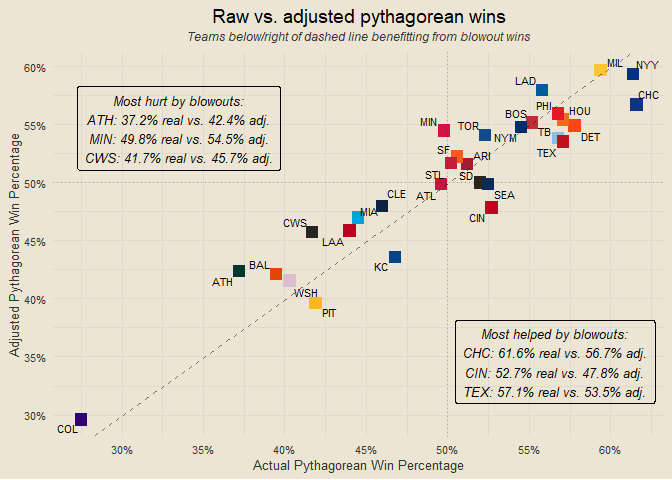 Raw vs. adjusted pythagorean wins
Teams below/right of dashed line benefitting from blowout wins
Most hurt by blowouts:
ATH: 37.2% real vs. 42.4% adj.
MIN: 49.8% real vs. 54.5% adj.
CWS: 41.7% real vs. 45.7% adj.
Adjusted Pythagorean Win Percentage
60%
55%
50%
45%
40%
35%
30%
MIL
NYY
LAD
CHC
PHI
BOS
HOU
MIN
TOR
NYM
TB
DET
TEX
SF
ARI
STL
SD
ATL
SEA
CLE
MIA
CIN
CWS
LAA
KC
BAL
ATH
WSH
PIT
COL
Most helped by blowouts:
CHC: 61.6% real vs. 56.7% adj.
CIN: 52.7% real vs. 47.8% adj.
TEX: 57.1% real vs. 53.5% adj.
30%
35%
40%
45%
50%
55%
60%
Actual Pythagorean Win Percentage